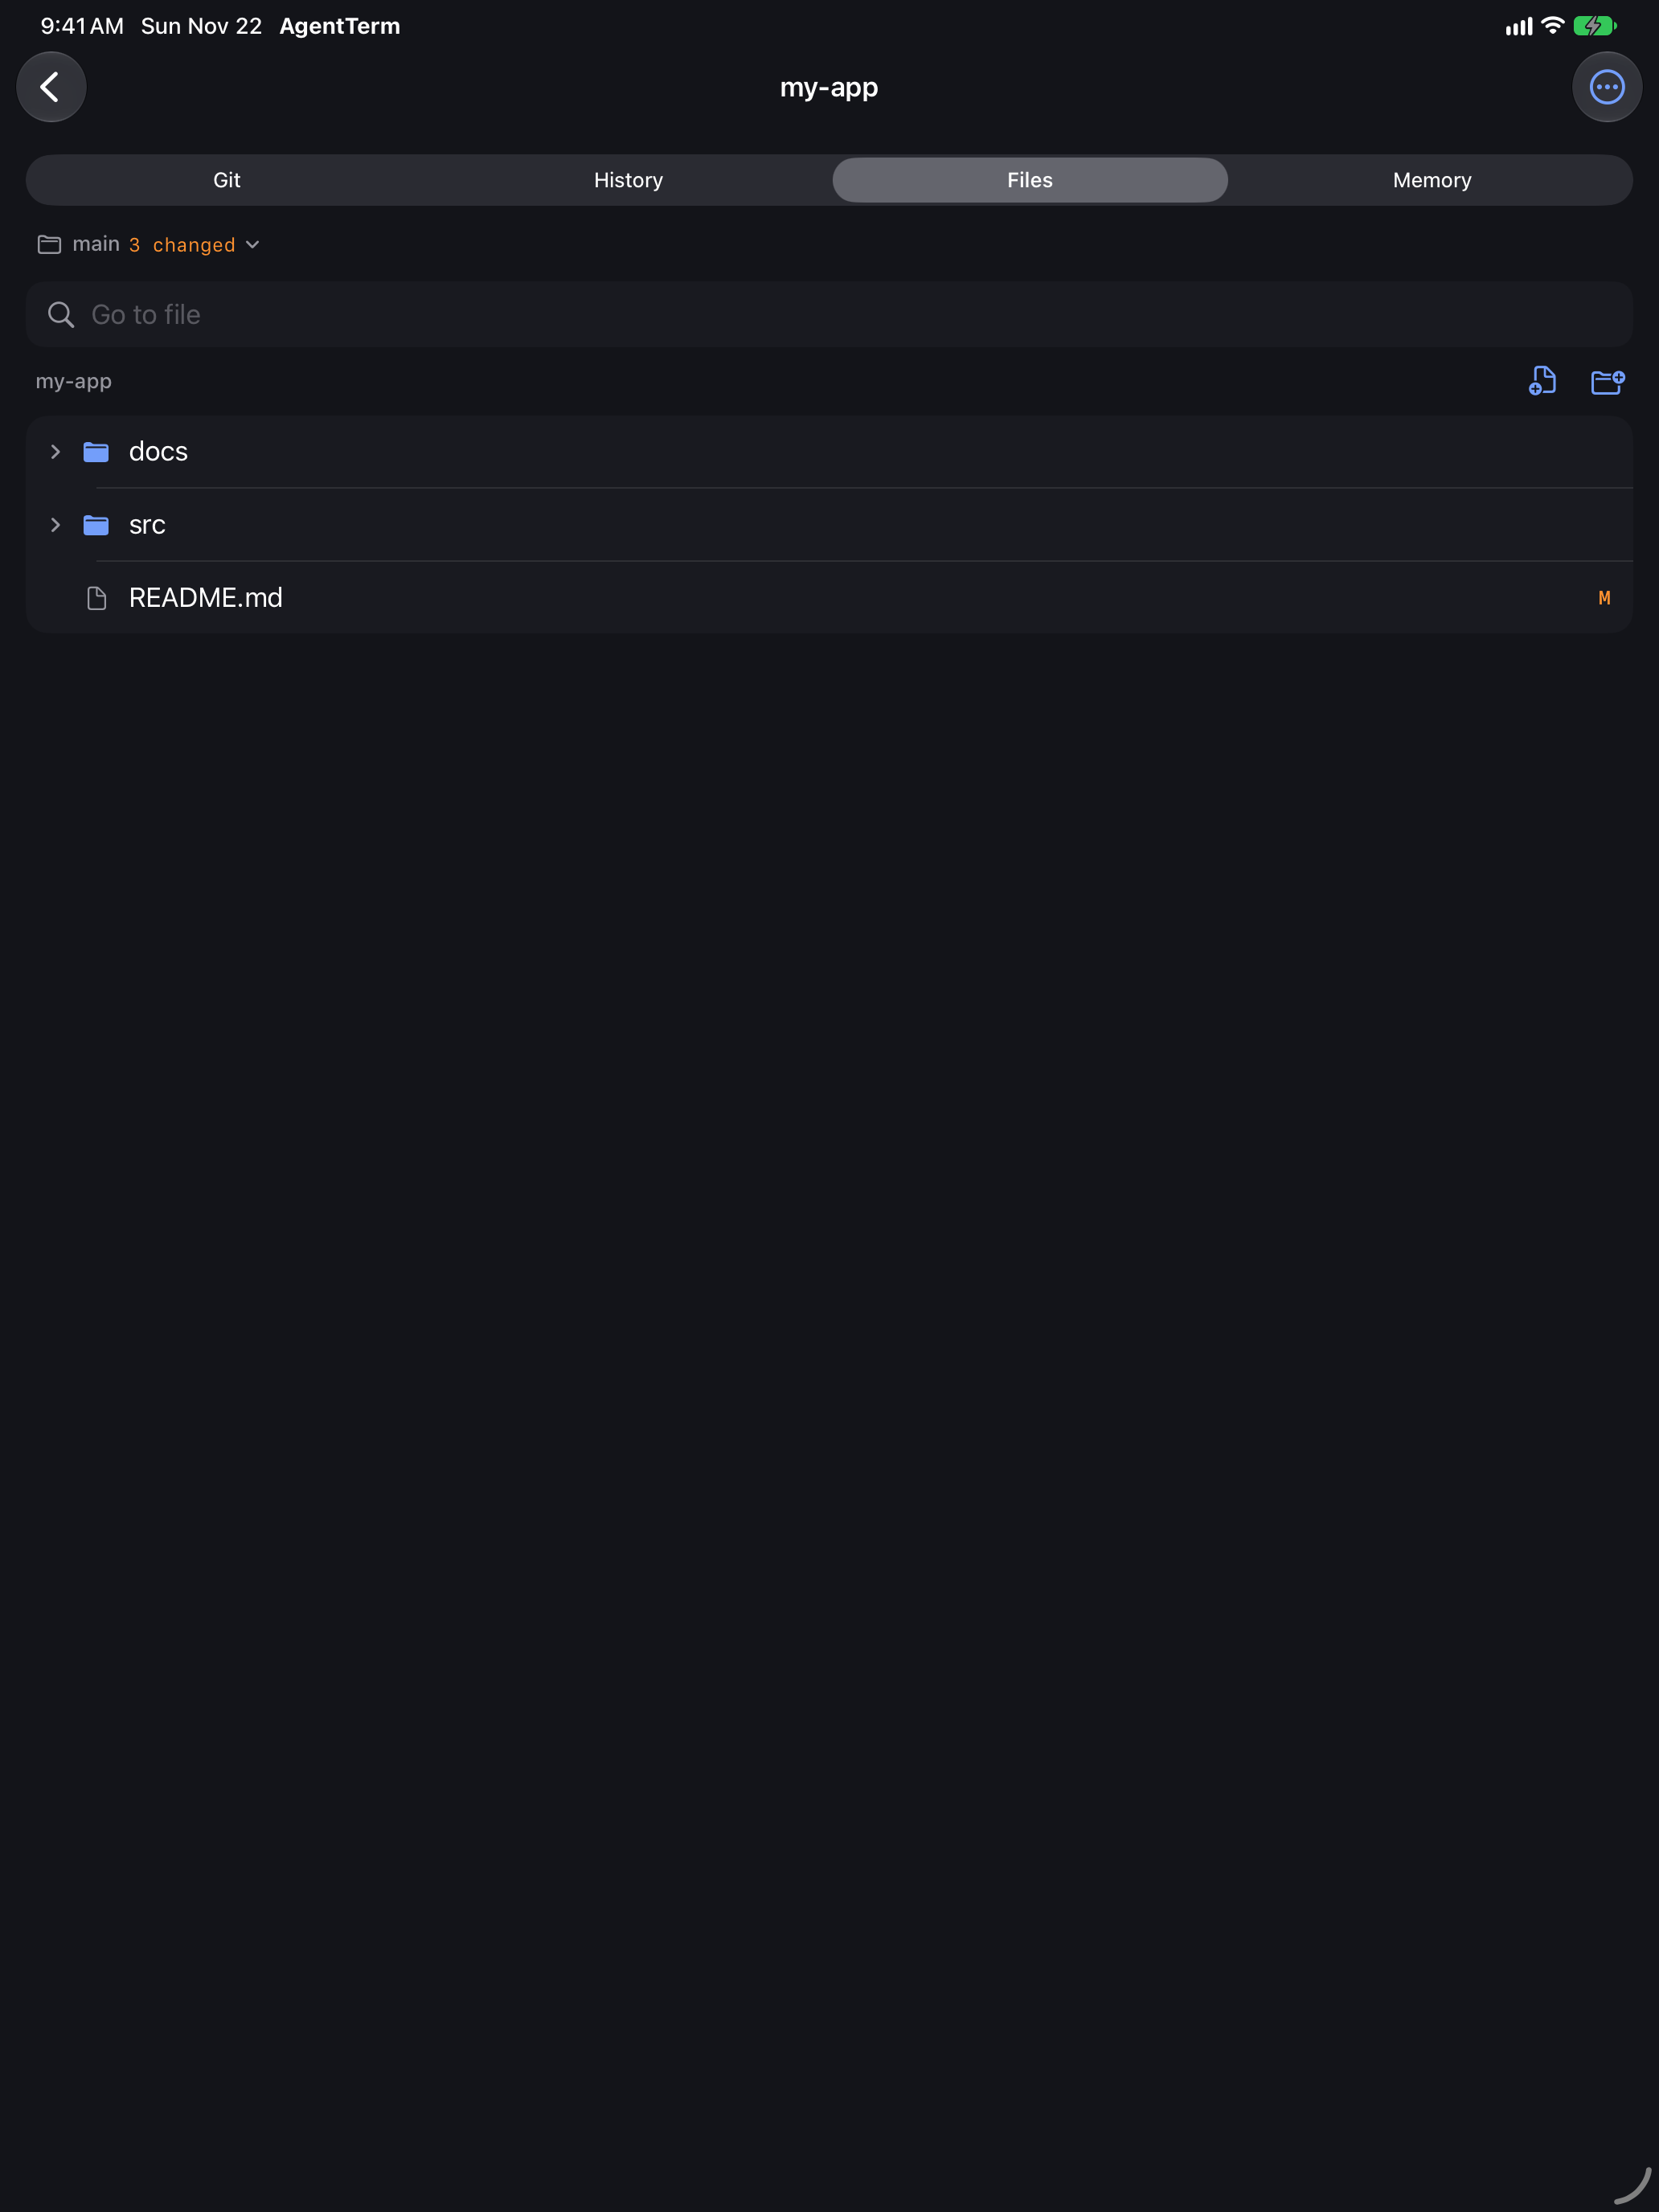 9:41 AM Sun Nov 22 AgentTerm
my-app
Git History Files Memory
main 3 changed
Go to file
my-app
docs
src
README.md M